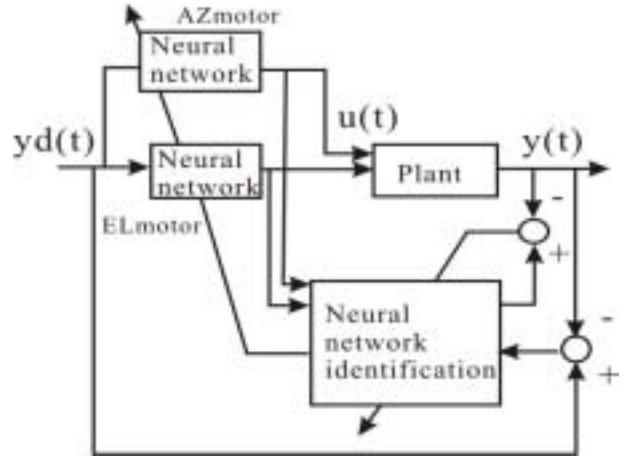 AZmotor
Neural
network
u(t)
yd(t)
y(t)
Neural
network
Plant
ELmotor
-
+
Neural
network
identification
-
+